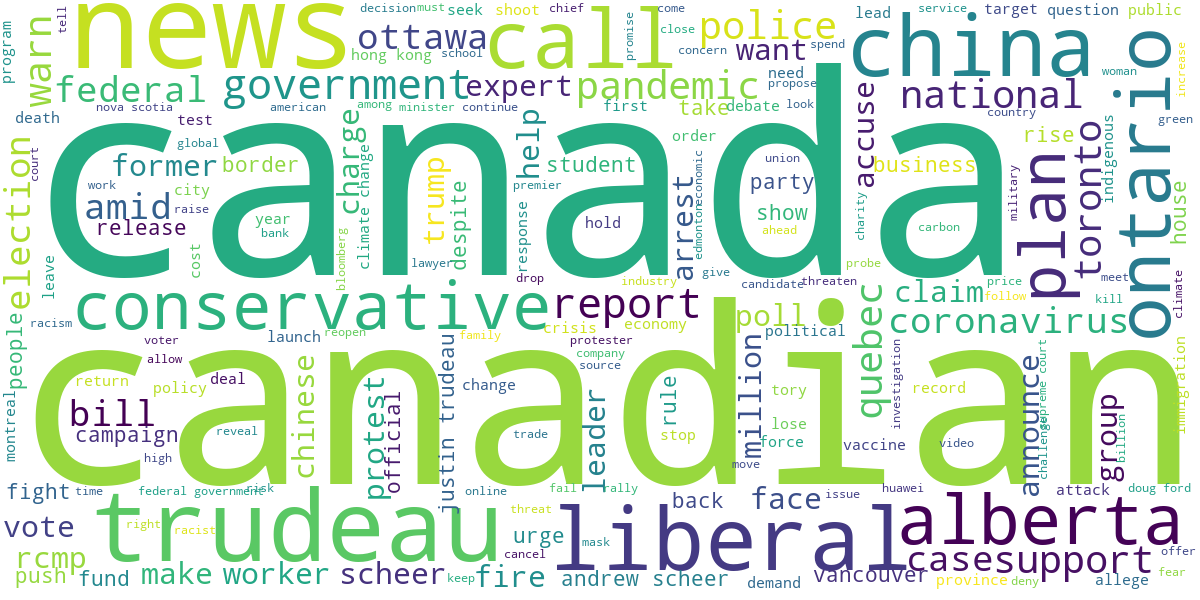 news
call
china
ontario
program
tell
warn
decision
must
seek
shoot
chief
promise
come
close
police
lead
service
target
question
public
ottawa
hong kong
school
concern
spend
want
increase
federal
government
expert
pandemic
need
propose
woman
national
nova scotia
american
among
minister
continue
first
take
debate
look
accuse
country
green
death
test
global
help
order
indigenous
rise
toronto
canada
former
border
charge
climate change
trump
despite
student
union
party
business
court
election
work
amid
city
raise
release
year
bank
cost
premier
response
arrest
edmonton
economic
hold
show
ahead
charity
carbon
military
plan
house
leave
bloomberg
lawyer
drop
industry
give
candidate
threaten
probe
price
meet
follow
kill
climate
people
racism
conservative
report
poll
claim
quebec
coronavirus
launch
reopen
family
crisis
economy
protester
political
voter
allow
canadian
montreal
return
policy
deal
chinese
protest
official
justin trudeau
change
company
source
leader
rule
million
tory
record
investigation
announce
supreme court
challenge
immigration
bill
campaign
reveal
high
trade
stop
move
lose
force
vaccine
video
group
billion
fight
time
federal government
risk
online
fail
rally
back
face
issue
huawei
attack
doug ford
vote
trudeau
right
racist
threat
urge
cancel
mask
liberal
alberta
rcmp
push
fund
make
worker
scheer
keep
fire
andrew scheer
demand
vancouver
case
support
province
deny
allege
offer
fear